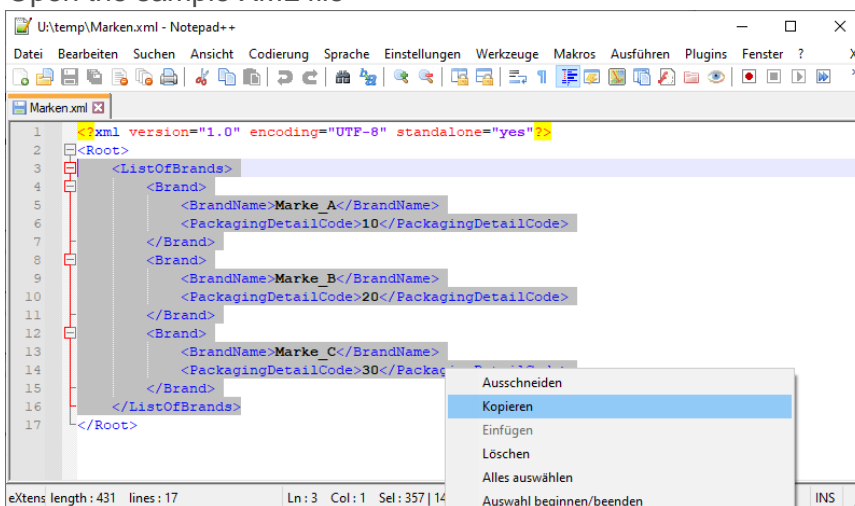 Open the sample XML file
U:\temp\Marken.xml - Notepad++
Datei Bearbeiten Suchen Ansicht Codierung Sprache Einstellungen Werkzeuge Makros Ausführen Plugins Fenster ? X
Marken.xml
1 <?xml version="1.0" encoding="UTF-8" standalone="yes"?>
2 <Root>
3 <ListOfBrands>
4 <Brand>
5 <BrandName>Marke_A</BrandName>
6 <PackagingDetailCode>10</PackagingDetailCode>
7 </Brand>
8 <Brand>
9 <BrandName>Marke_B</BrandName>
10 <PackagingDetailCode>20</PackagingDetailCode>
11 </Brand>
12 <Brand>
13 <BrandName>Marke_C</BrandName>
14 <PackagingDetailCode>30</Packag
15 </Brand>
16 </ListOfBrands>
17 </Root>
Ausschneiden
Kopieren
Einfügen
Löschen
Alles auswählen
Auswahl beginnen/beenden
eXtens length : 431 lines : 17 Ln : 3 Col : 1 Sel : 357 | 14 INS